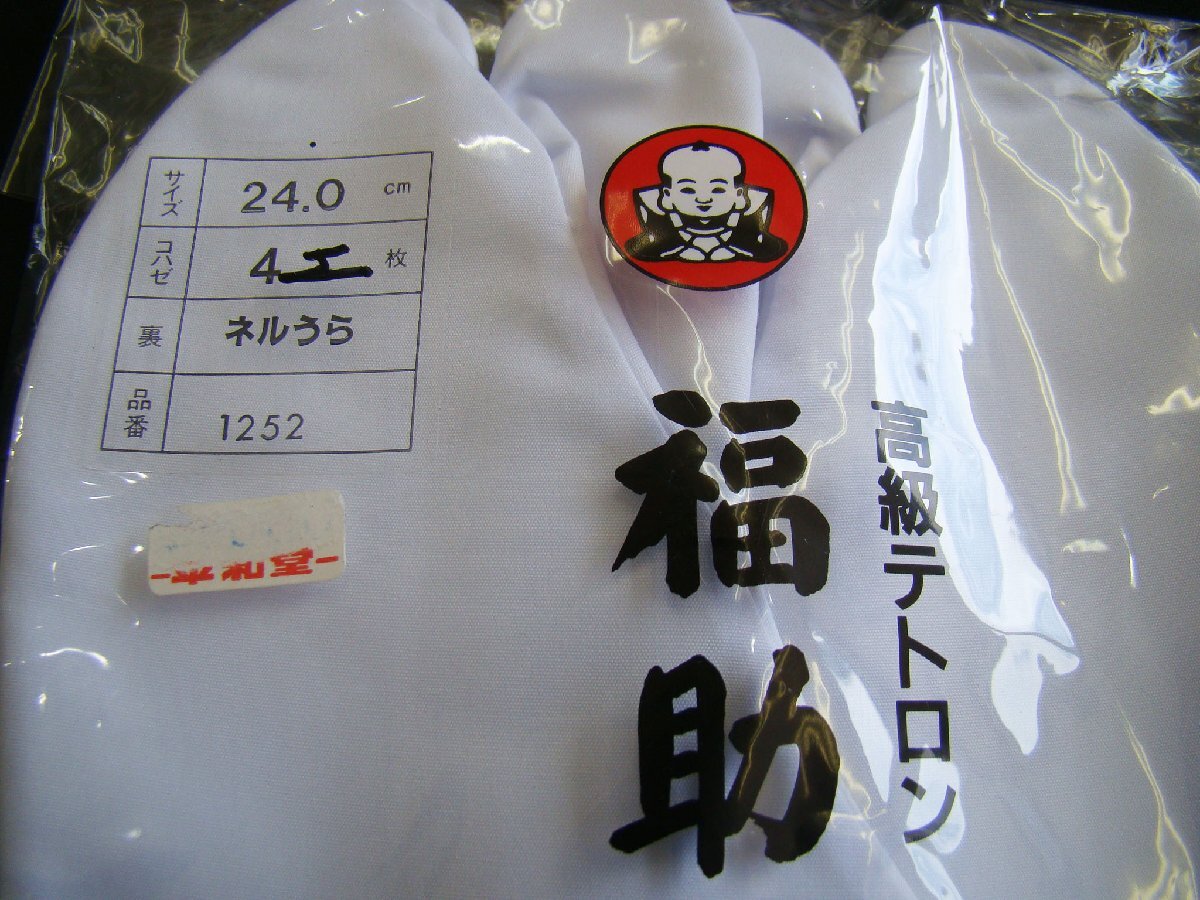 サイズ 24.0 cm
コハゼ 4エ 枚
裏 ネルうら
品番 1252
福助
高級テトロン